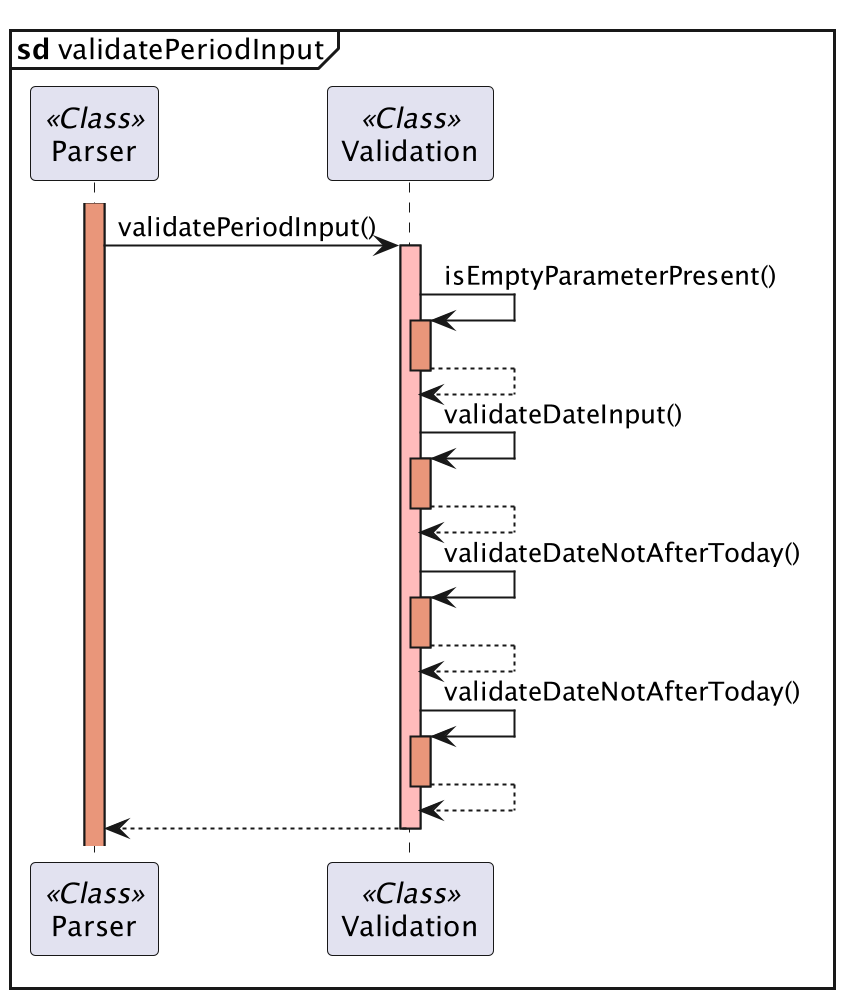 sd validatePeriodInput
«Class»
Parser
«Class»
Validation
validatePeriodInput()
isEmptyParameterPresent()
validateDateInput()
validateDateNotAfterToday()
validateDateNotAfterToday()
«Class»
Parser
«Class»
Validation